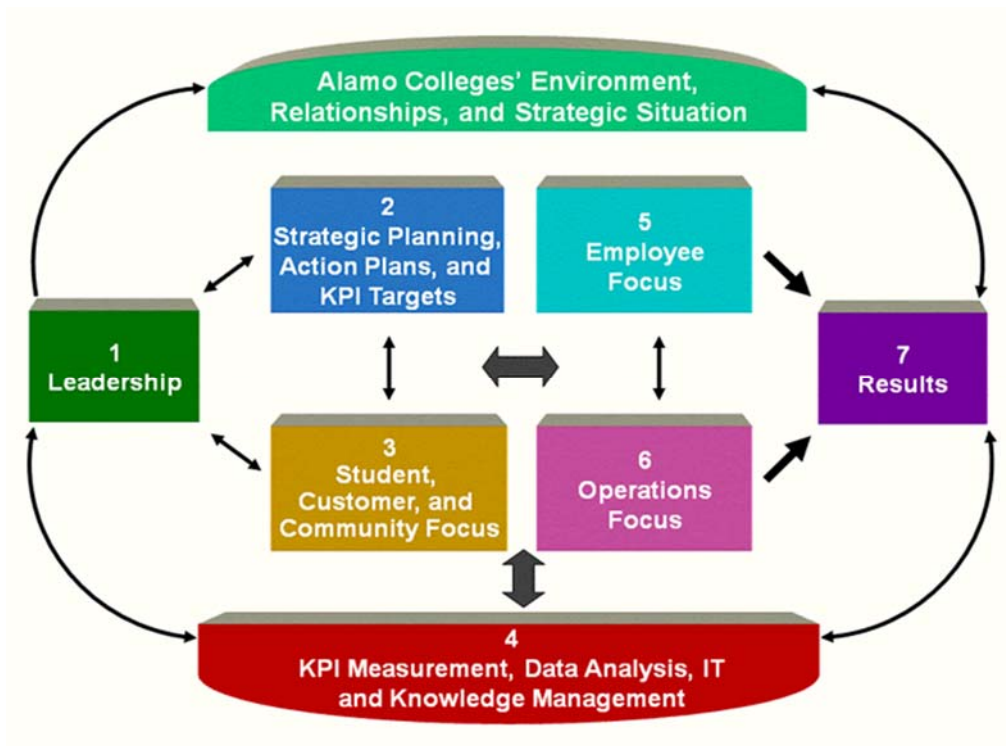 Alamo Colleges' Environment,
Relationships, and Strategic Situation
2
Strategic Planning,
Action Plans, and
KPI Targets
5
Employee
Focus
1
Leadership
7
Results
3
Student,
Customer, and
Community Focus
6
Operations
Focus
4
KPI Measurement, Data Analysis, IT
and Knowledge Management